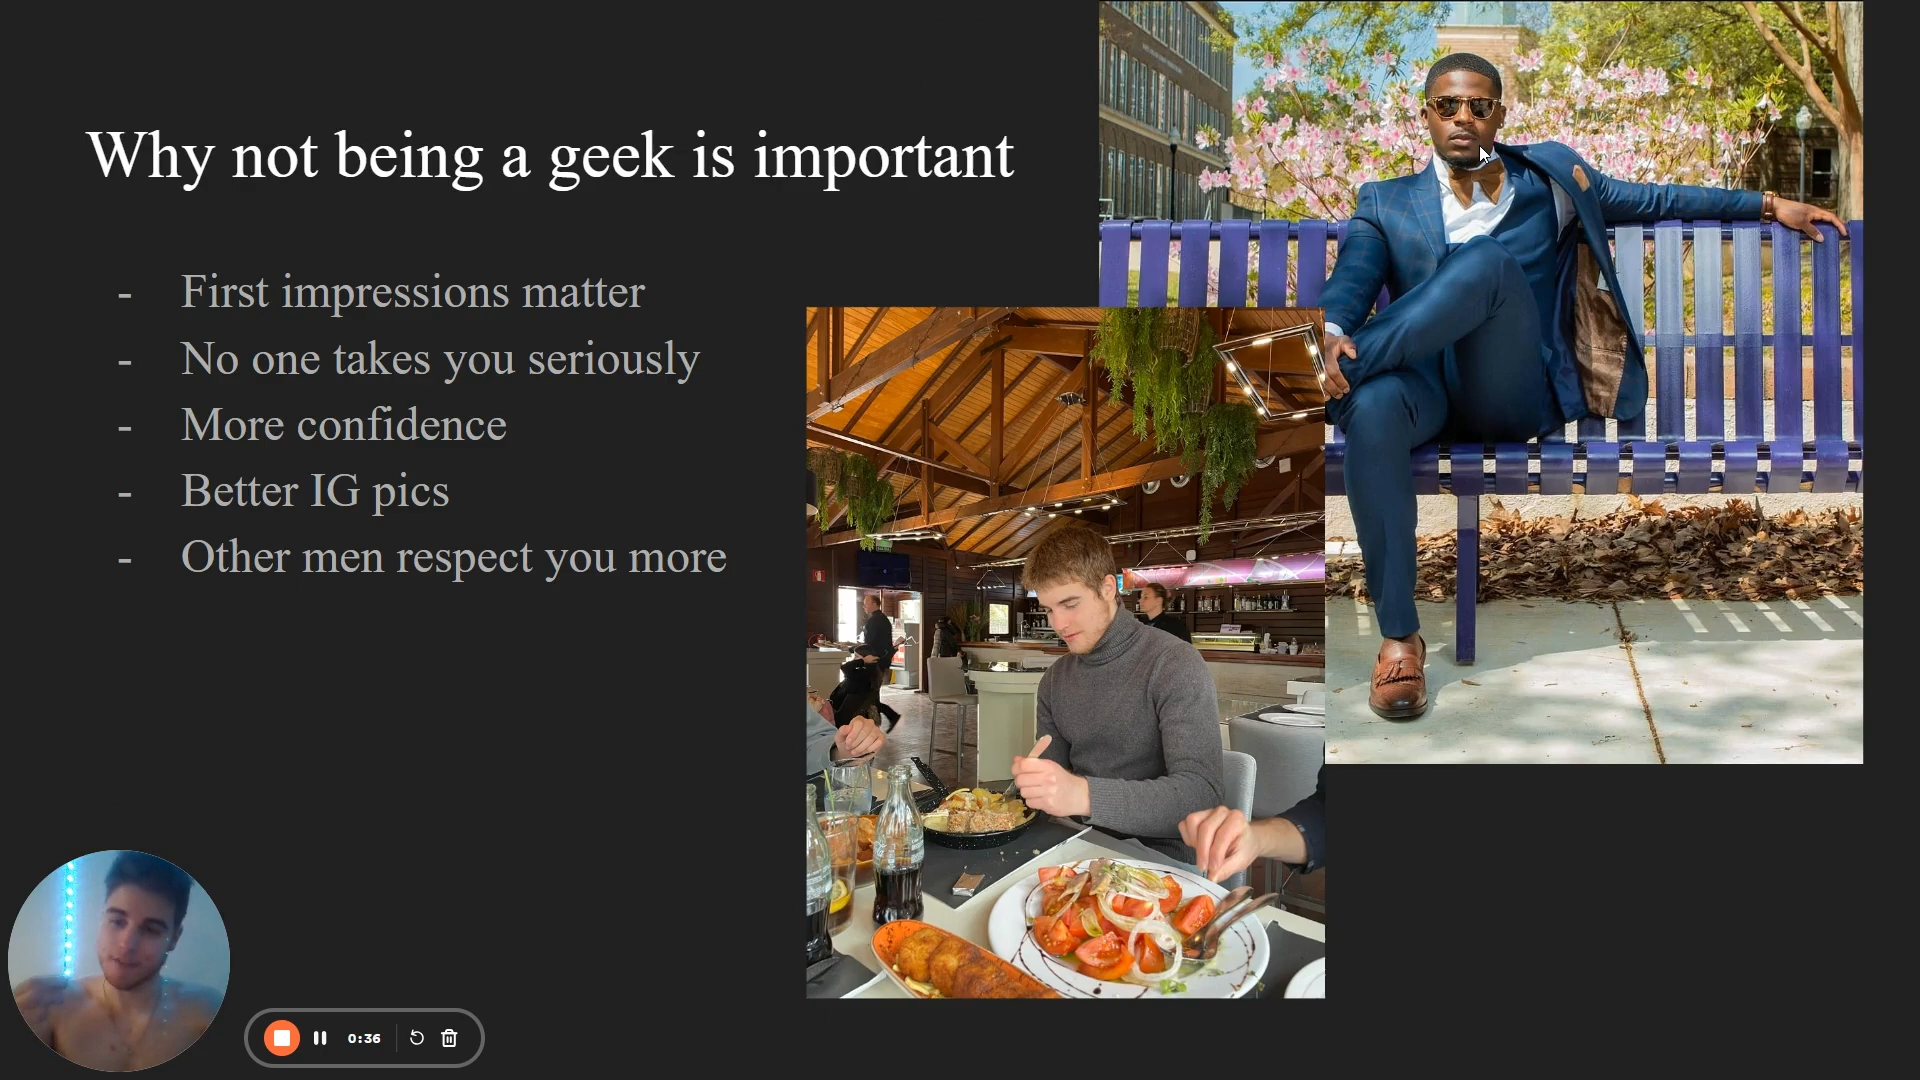 Why not being a geek is important
- First impressions matter
- No one takes you seriously
- More confidence
- Better IG pics
- Other men respect you more
0:36